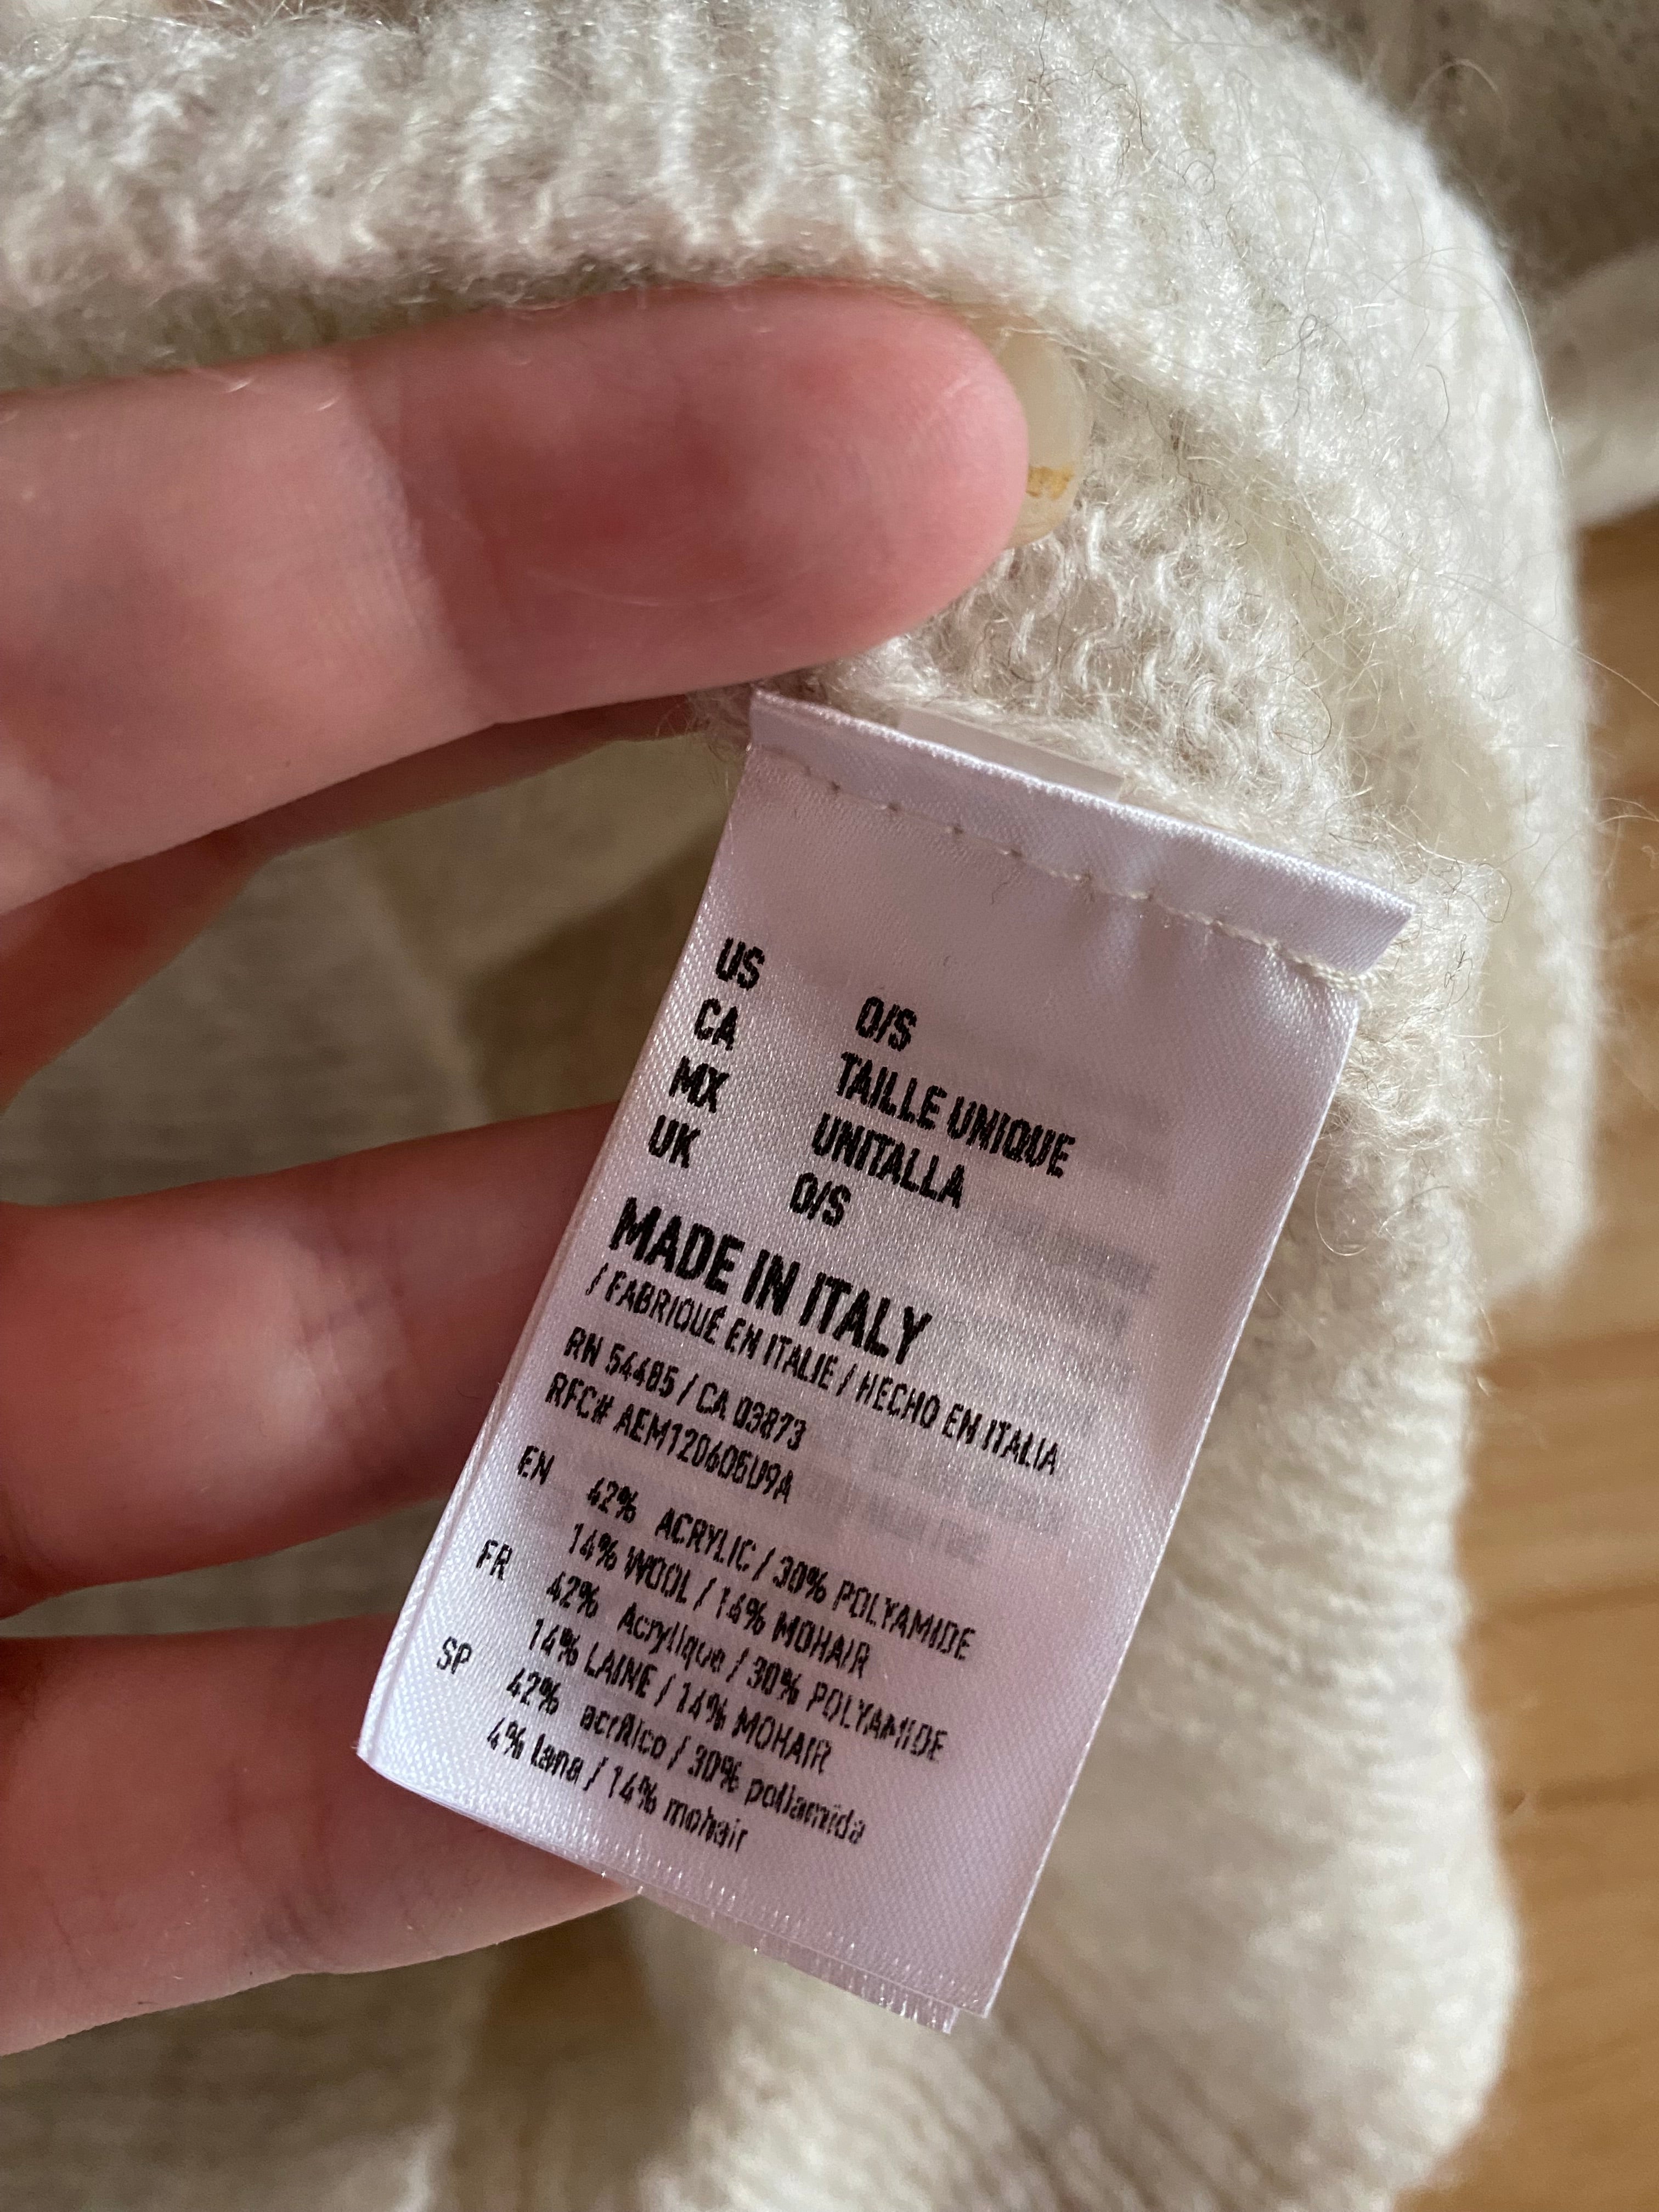 US O/S
CA TAILLE UNIQUE
MX UNITALLA
UK O/S
MADE IN ITALY
/ FABRIQUÉ EN ITALIE / HECHO EN ITALIA
RN 54485 / CA 03873
RFC# AEM120606U9A
EN 42% ACRYLIC / 30% POLYAMIDE
14% WOOL / 14% MOHAIR
FR 42% Acrylique / 30% POLYAMIDE
14% LAINE / 14% MOHAIR
SP 42% acrílico / 30% poliamida
4% lana / 14% mohair